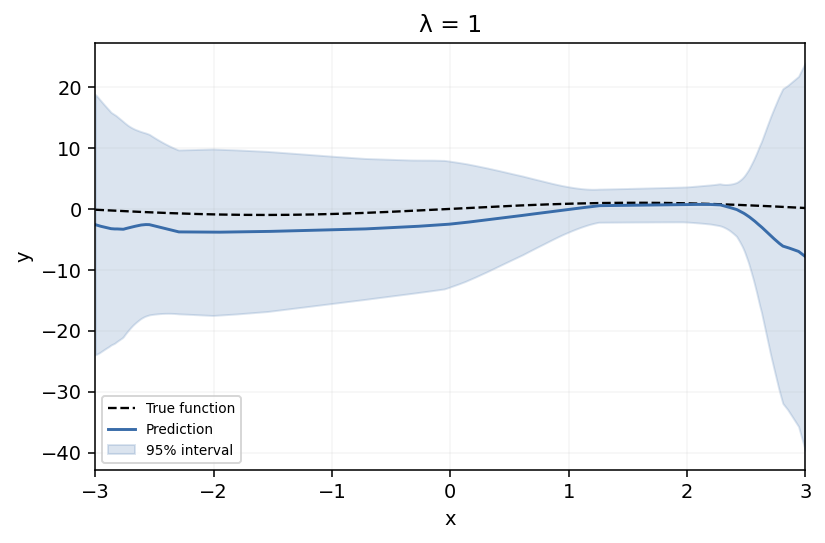 λ = 1
20
10
0
−10
−20
−30
−40
y
True function
Prediction
95% interval
−3
−2
−1
0
1
2
3
x